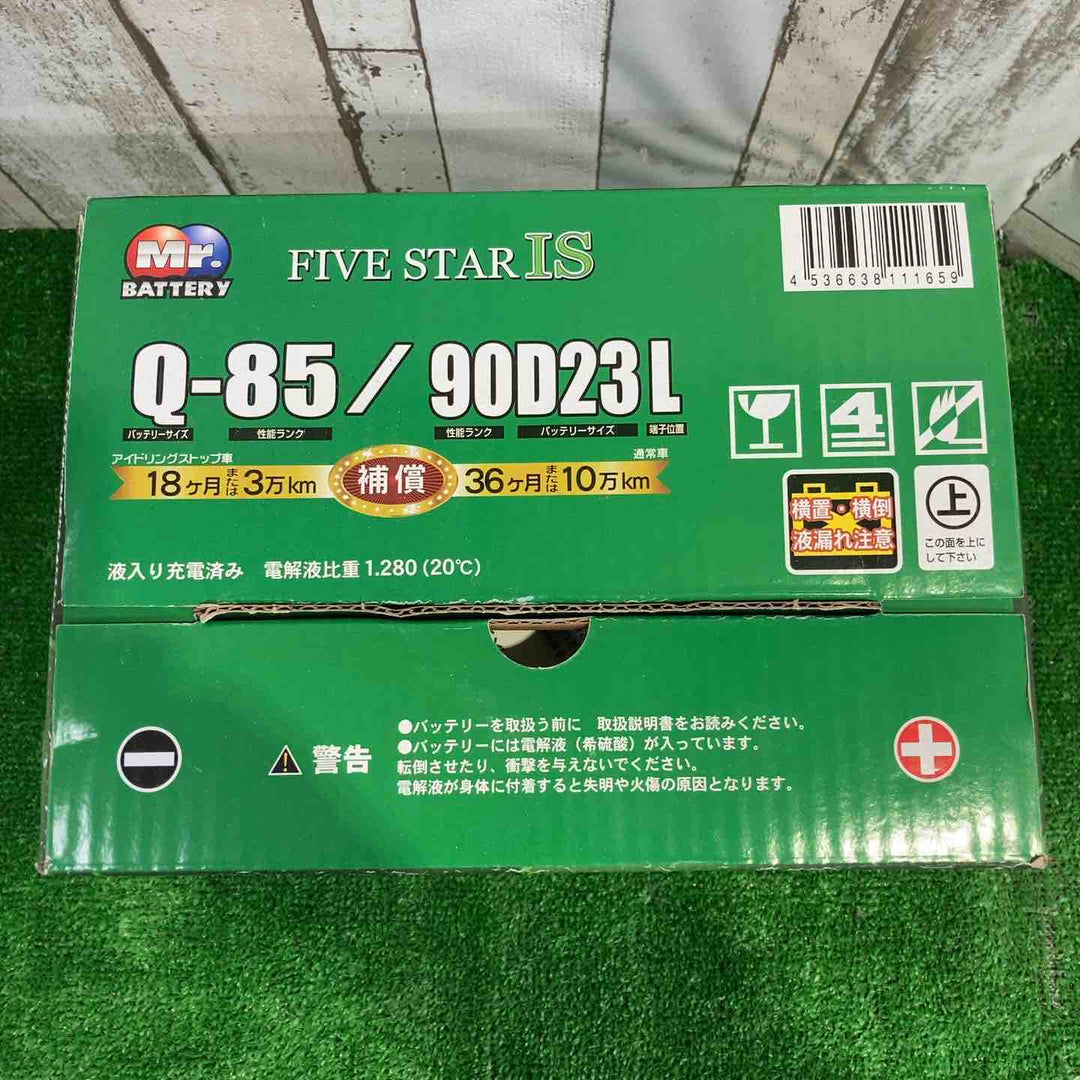 Mr.
BATTERY
FIVE STAR IS
4 536638 111659
Q-85 / 90D23L
バッテリーサイズ 性能ランク 性能ランク バッテリーサイズ 端子位置
アイドリングストップ車 通常車
18ヶ月または3万km 補償 36ヶ月または10万km
4
横置・横倒
液漏れ注意
上
この面を上に
して下さい
液入り充電済み 電解液比重1.280(20℃)
警告
●バッテリーを取扱う前に 取扱説明書をお読みください。
●バッテリーには電解液(希硫酸)が入っています。
転倒させたり、衝撃を与えないでください。
電解液が身体に付着すると失明や火傷の原因となります。